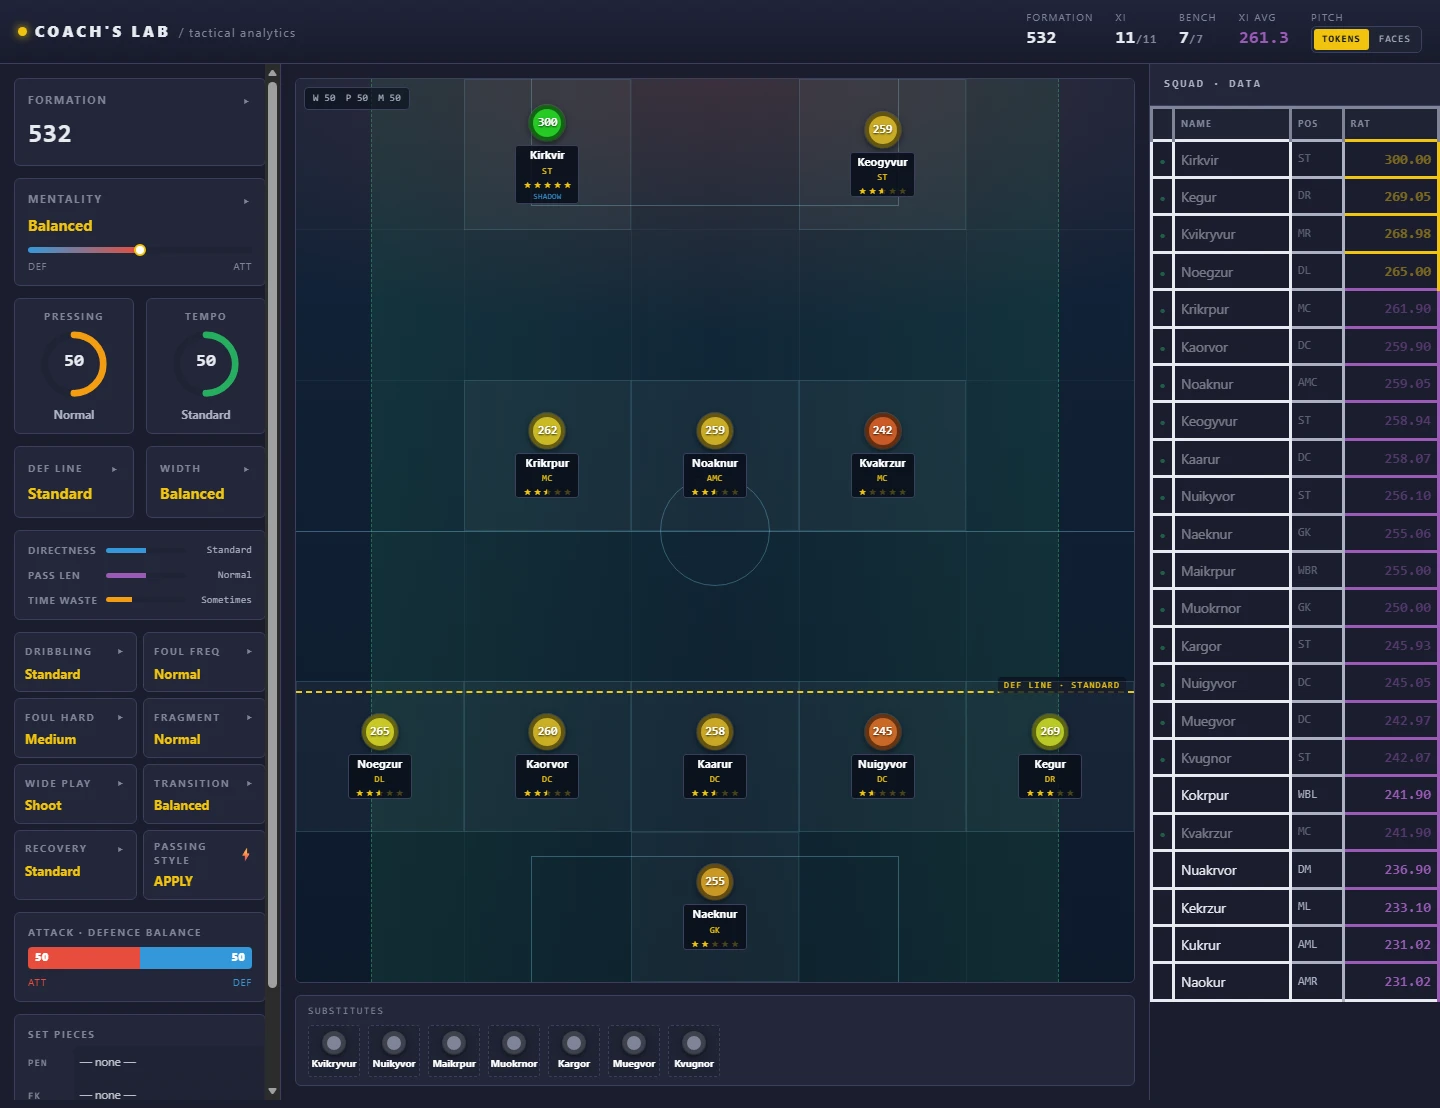 COACH'S LAB / tactical analytics
FORMATION XI BENCH XI AVG PITCH
532 11/11 7/7 261.3 TOKENS FACES
FORMATION ▸
532
MENTALITY ▸
Balanced
DEF ATT
PRESSING TEMPO
50 50
Normal Standard
DEF LINE ▸ WIDTH ▸
Standard Balanced
DIRECTNESS Standard
PASS LEN Normal
TIME WASTE Sometimes
DRIBBLING ▸ FOUL FREQ ▸
Standard Normal
FOUL HARD ▸ FRAGMENT ▸
Medium Normal
WIDE PLAY ▸ TRANSITION ▸
Shoot Balanced
RECOVERY ▸ PASSING STYLE
Standard APPLY
ATTACK · DEFENCE BALANCE
50 50
ATT DEF
SET PIECES
PEN — none —
FK — none —
W 50 P 50 M 50
300 259
Kirkvir Keogyvur
ST ST
★★★★★
SHADOW
262 259 242
Krikrpur Noaknur Kvakrzur
MC AMC MC
DEF LINE · STANDARD
265 260 258 245 269
Noegzur Kaorvor Kaarur Nuigyvor Kegur
DL DC DC DC DR
255
Naeknur
GK
SUBSTITUTES
Kvikryvur Nuikyvor Maikrpur Muokrnor Kargor Muegvor Kvugnor
SQUAD · DATA
NAME POS RAT
Kirkvir ST 300.00
Kegur DR 269.05
Kvikryvur MR 268.98
Noegzur DL 265.00
Krikrpur MC 261.90
Kaorvor DC 259.90
Noaknur AMC 259.05
Keogyvur ST 258.94
Kaarur DC 258.07
Nuikyvor ST 256.10
Naeknur GK 255.06
Maikrpur WBR 255.00
Muokrnor GK 250.00
Kargor ST 245.93
Nuigyvor DC 245.05
Muegvor DC 242.97
Kvugnor ST 242.07
Kokrpur WBL 241.90
Kvakrzur MC 241.90
Nuakrvor DM 236.90
Kekrzur ML 233.10
Kukrur AML 231.02
Naokur AMR 231.02